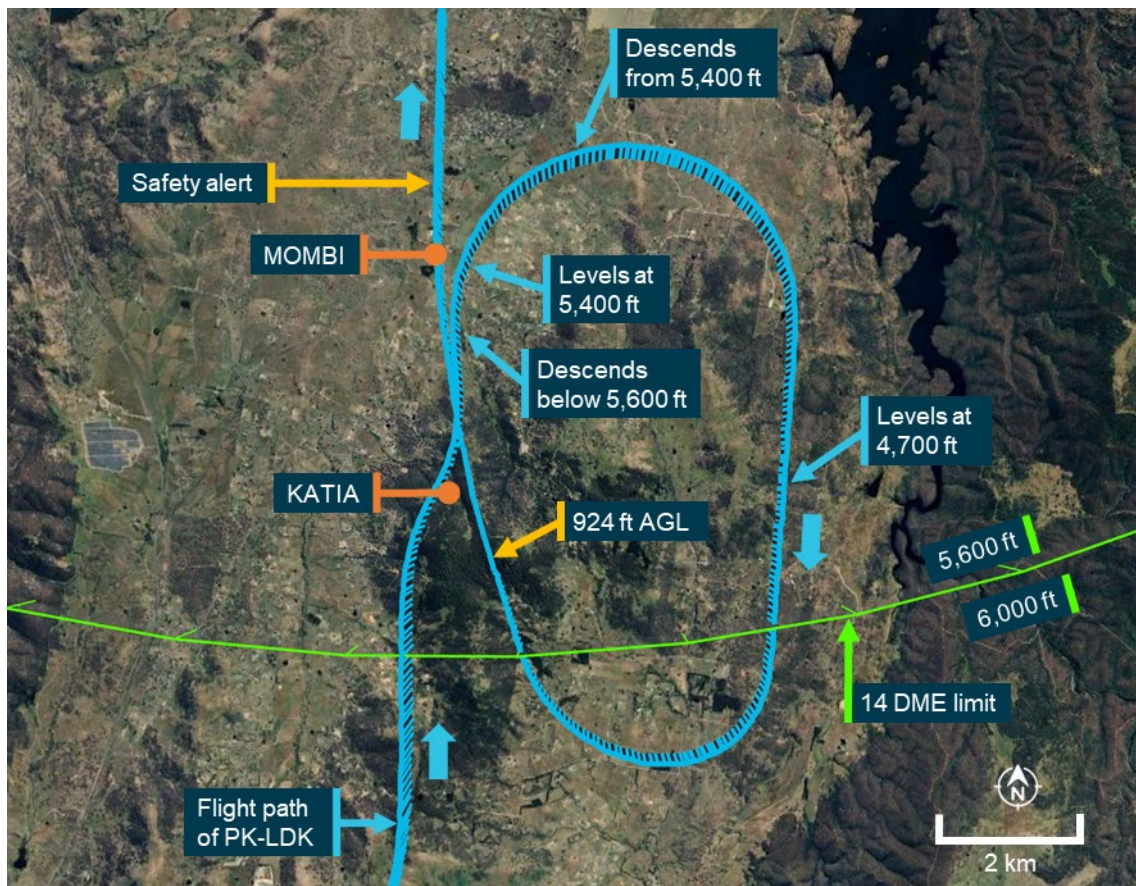 Descends
from 5,400 ft
Safety alert
MOMBI
Levels at
5,400 ft
Descends
below 5,600 ft
Levels at
4,700 ft
KATIA
924 ft AGL
5,600 ft
6,000 ft
14 DME limit
Flight path
of PK-LDK
N
2 km